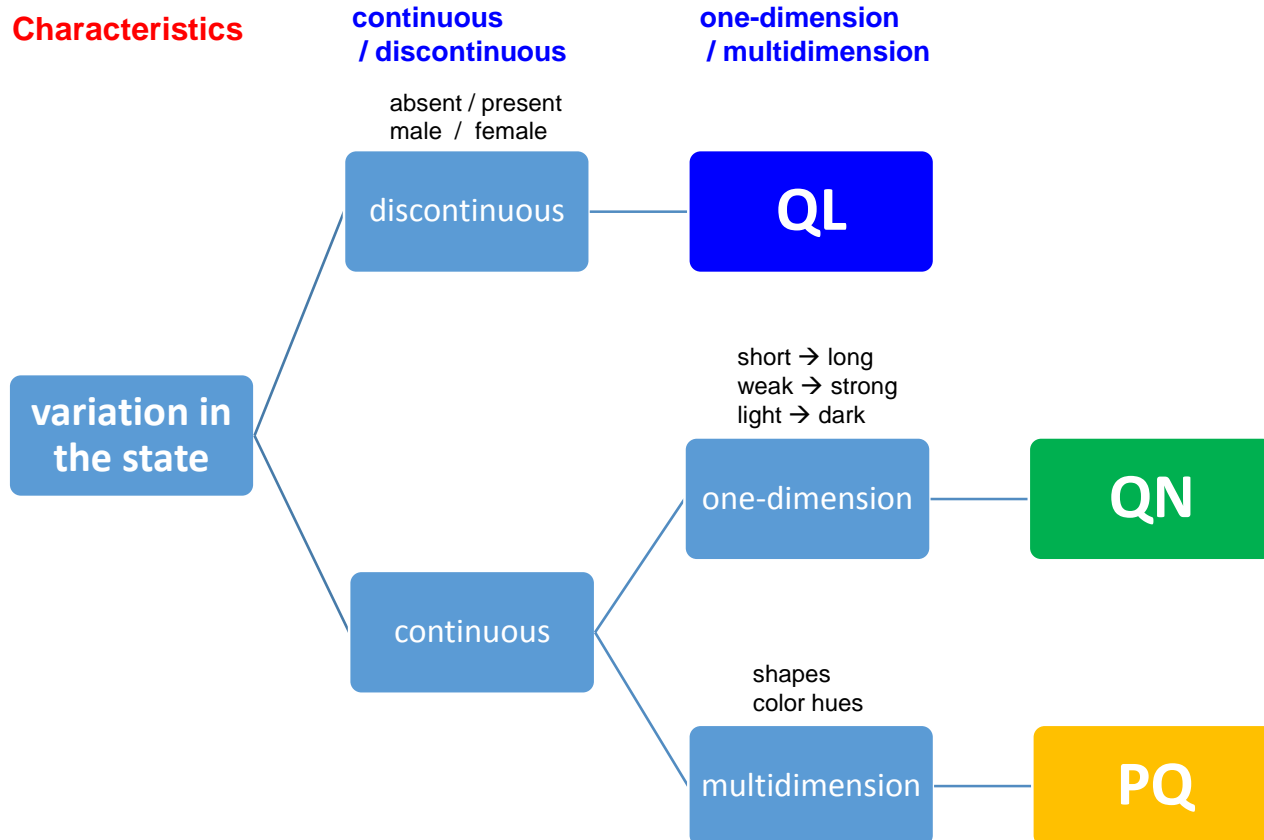 Characteristics
continuous
/ discontinuous
one-dimension
/ multidimension
absent / present
male / female
discontinuous
QL
variation in
the state
short → long
weak → strong
light → dark
one-dimension
QN
continuous
shapes
color hues
multidimension
PQ